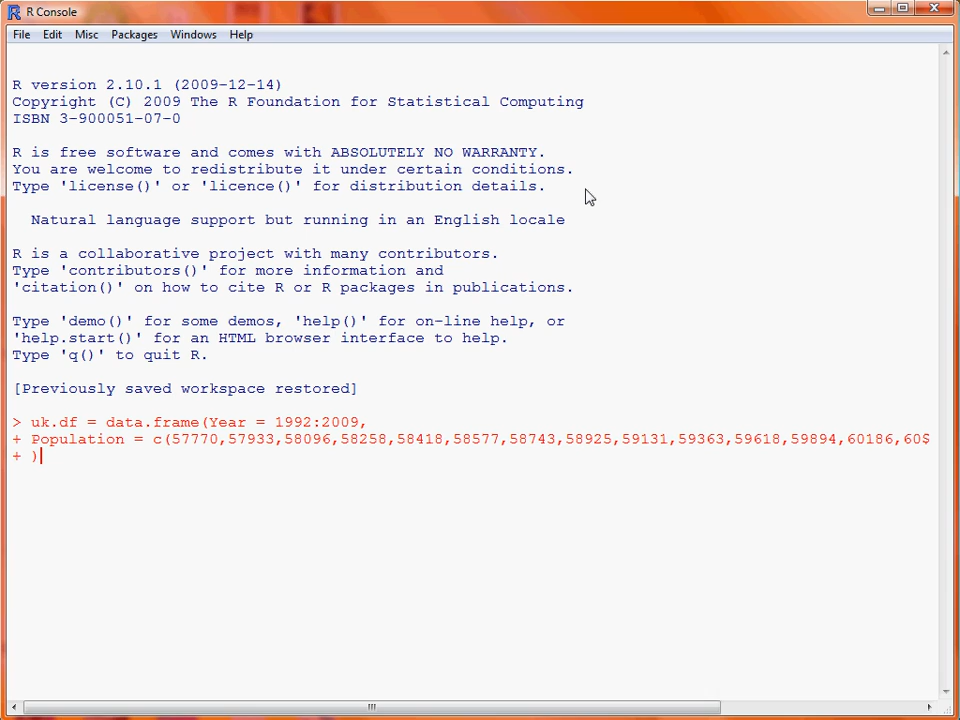 R Console
File Edit Misc Packages Windows Help
R version 2.10.1 (2009-12-14)
Copyright (C) 2009 The R Foundation for Statistical Computing
ISBN 3-900051-07-0
R is free software and comes with ABSOLUTELY NO WARRANTY.
You are welcome to redistribute it under certain conditions.
Type 'license()' or 'licence()' for distribution details.
Natural language support but running in an English locale
R is a collaborative project with many contributors.
Type 'contributors()' for more information and
'citation()' on how to cite R or R packages in publications.
Type 'demo()' for some demos, 'help()' for on-line help, or
'help.start()' for an HTML browser interface to help.
Type 'q()' to quit R.
[Previously saved workspace restored]
> uk.df = data.frame(Year = 1992:2009,
+ Population = c(57770,57933,58096,58258,58418,58577,58743,58925,59131,59363,59618,59894,60186,60$
+ )